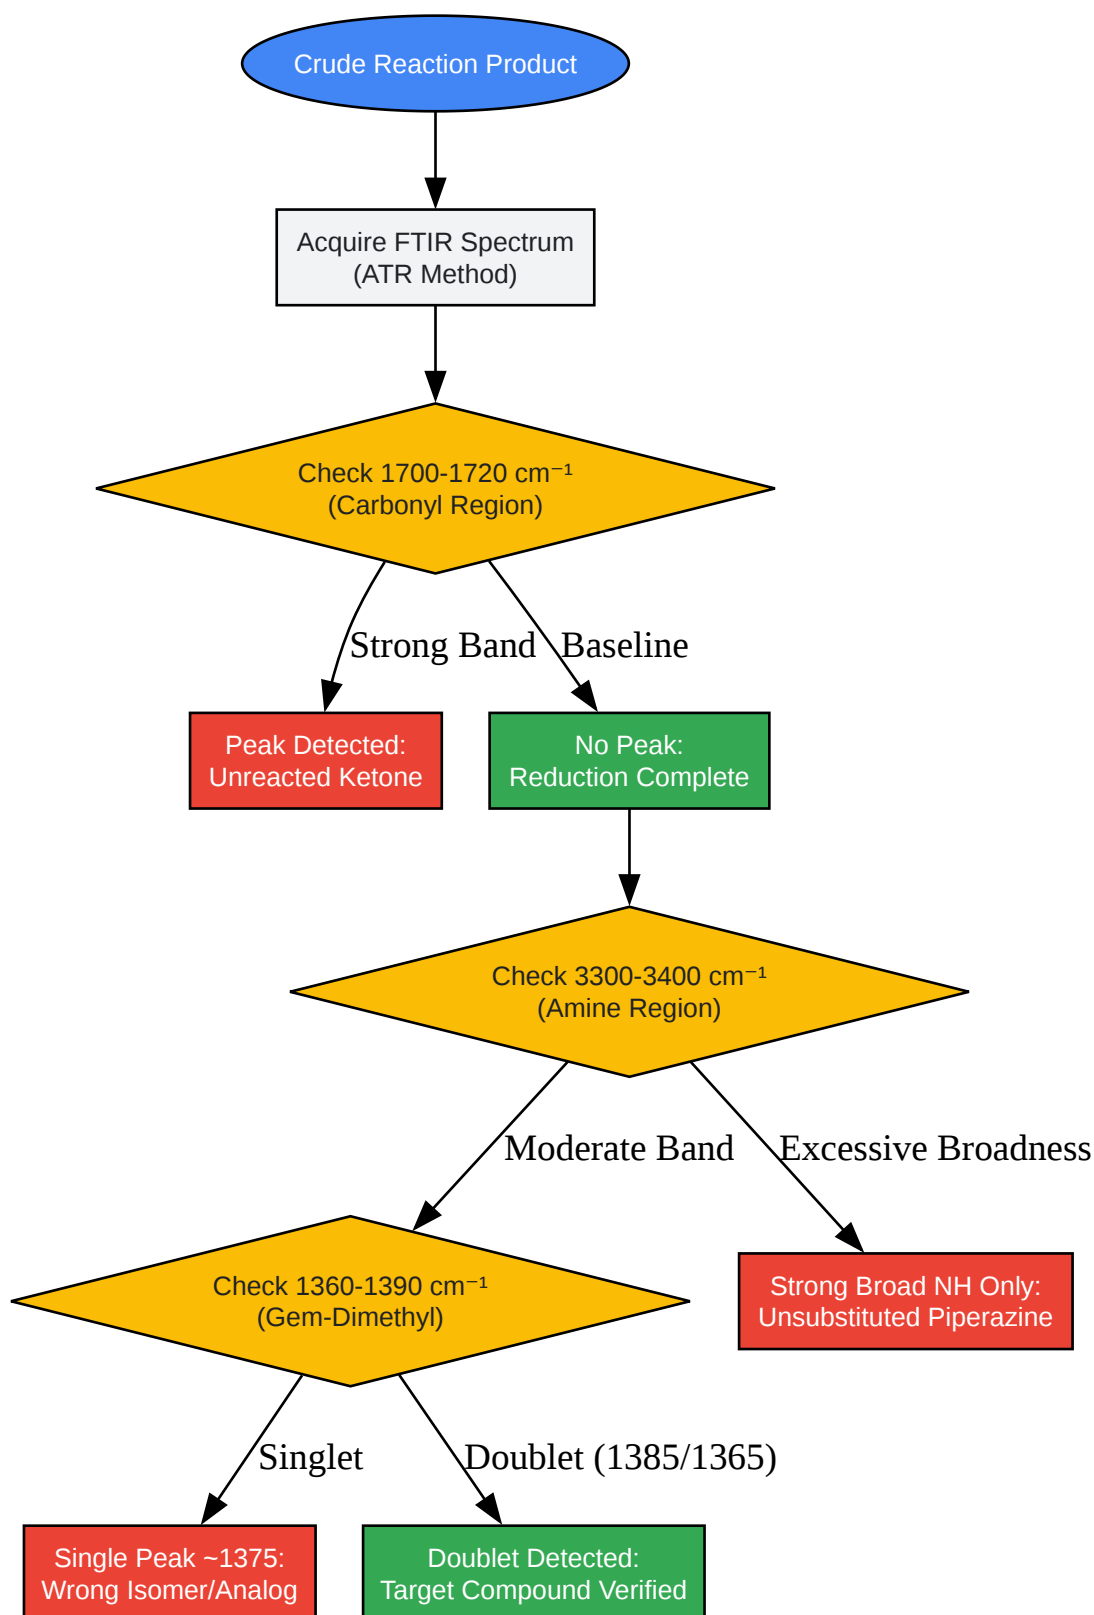 Crude Reaction Product
Acquire FTIR Spectrum
(ATR Method)
Check 1700-1720 cm⁻¹
(Carbonyl Region)
Strong Band
Baseline
Peak Detected:
Unreacted Ketone
No Peak:
Reduction Complete
Check 3300-3400 cm⁻¹
(Amine Region)
Moderate Band
Excessive Broadness
Check 1360-1390 cm⁻¹
(Gem-Dimethyl)
Strong Broad NH Only:
Unsubstituted Piperazine
Singlet
Doublet (1385/1365)
Single Peak ~1375:
Wrong Isomer/Analog
Doublet Detected:
Target Compound Verified